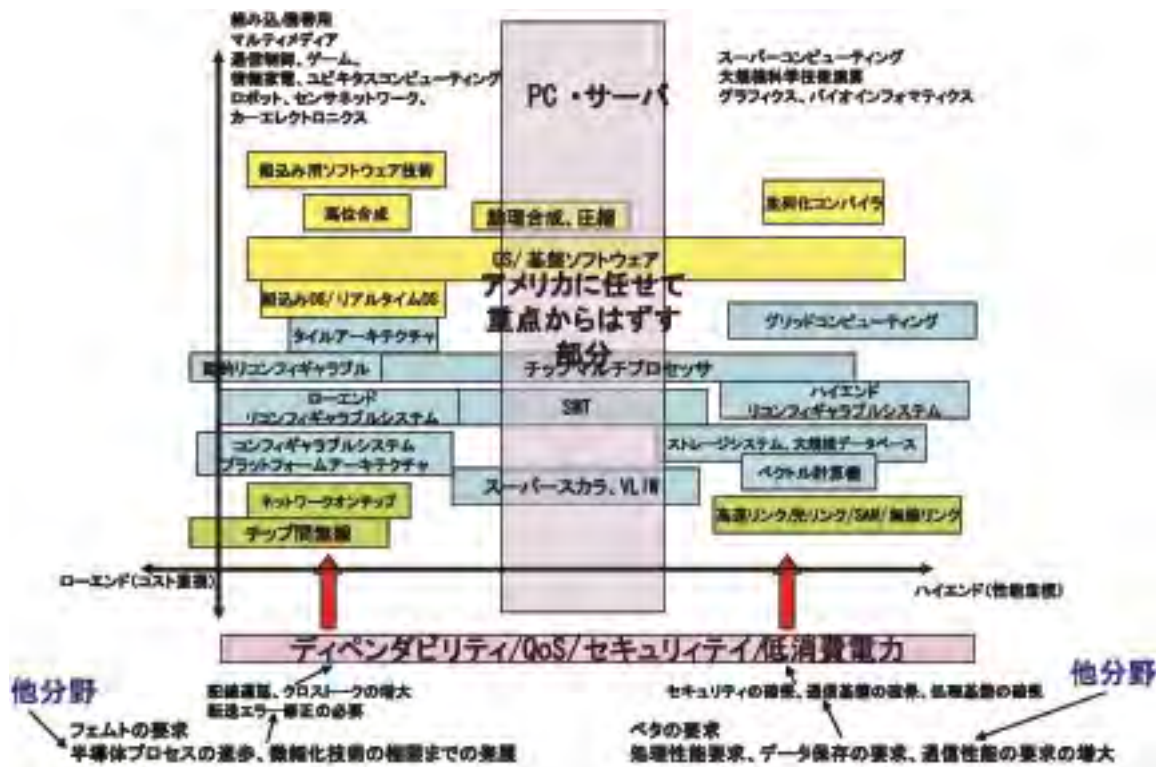 組み込/携帯用
マルティメディア
通信制御、ゲーム、
情報家電、ユビキタスコンピューティング
ロボット、センサネットワーク、
カーエレクトロニクス
PC・サーバ
スーパーコンピューティング
大規模科学技術演算
グラフィクス、バイオインフォマティクス
組込み用ソフトウェア技術
高位合成
論理合成、圧縮
並列化コンパイラ
OS/基盤ソフトウェア
アメリカに任せて
重点からはずす
部分
組込みOS/リアルタイムOS
タイルアーキテクチャ
グリッドコンピューティング
動的リコンフィギャラブル
チップマルチプロセッサ
ローエンド
リコンフィギャラブルシステム
SMT
ハイエンド
リコンフィギャラブルシステム
コンフィギャラブルシステム
プラットフォームアーキテクチャ
ストレージシステム、大規模データベース
ベクトル計算機
スーパースカラ、VLIW
ネットワークオンチップ
高速リンク/光リンク/SAN/無線リンク
チップ間無線
ローエンド(コスト重視)
ハイエンド(性能重視)
ディペンダビリティ/QoS/セキュリィテイ/低消費電力
他分野
配線遅延、クロストークの増大
転送エラー修正の必要
セキュリティの確保、通信基盤の確保、処理基盤の確保
他分野
フェムトの要求
半導体プロセスの進歩、微細化技術の極限までの発展
ペタの要求
処理性能要求、データ保存の要求、通信性能の要求の増大